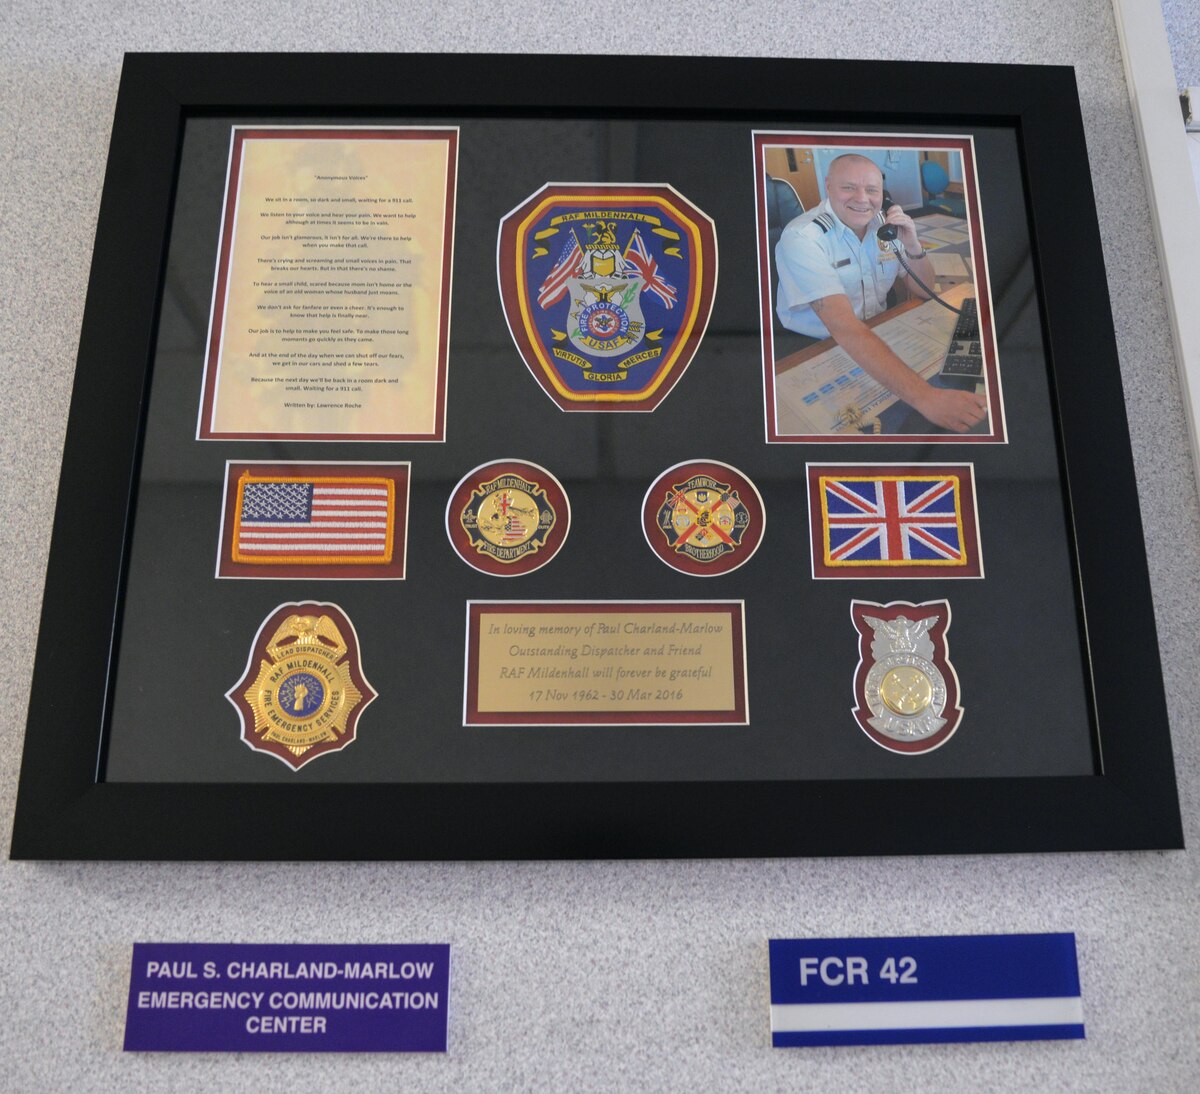 "Anonymous Voices"
We sit in a room, so dark and small, waiting for a 911 call.
We listen to your voice and hear your pain. We want to help
although at times it seems to be in vain.
Our job isn't glamorous, it isn't for all. We're there to help
when you make that call.
There's crying and screaming and small voices in pain. That
breaks our hearts. But in that there's no shame.
To hear a small child, scared because mom isn't home or the
voice of an old woman whose husband just moans.
We don't ask for fanfare or even a cheer. It's enough to
know that help is finally near.
Our job is to help to make you feel safe. To make those long
moments go quickly as they came.
And at the end of the day when we can shut off our fears,
we get in our cars and shed a few tears.
Because the next day we'll be back in a room dark and
small. Waiting for a 911 call.
Written by: Lawrence Roche
RAF MILDENHALL
FIRE PROTECTION
USAF
VIRTUTIS
GLORIA
MERCES
RAF MILDENHALL
FIRE DEPARTMENT
TEAMWORK
BROTHERHOOD
LEAD DISPATCHER
RAF MILDENHALL
FIRE EMERGENCY SERVICES
PAUL CHARLAND-MARLOW
In loving memory of Paul Charland-Marlow
Outstanding Dispatcher and Friend
RAF Mildenhall will forever be grateful
17 Nov 1962 - 30 Mar 2016
USAF
PAUL S. CHARLAND-MARLOW
EMERGENCY COMMUNICATION
CENTER
FCR 42